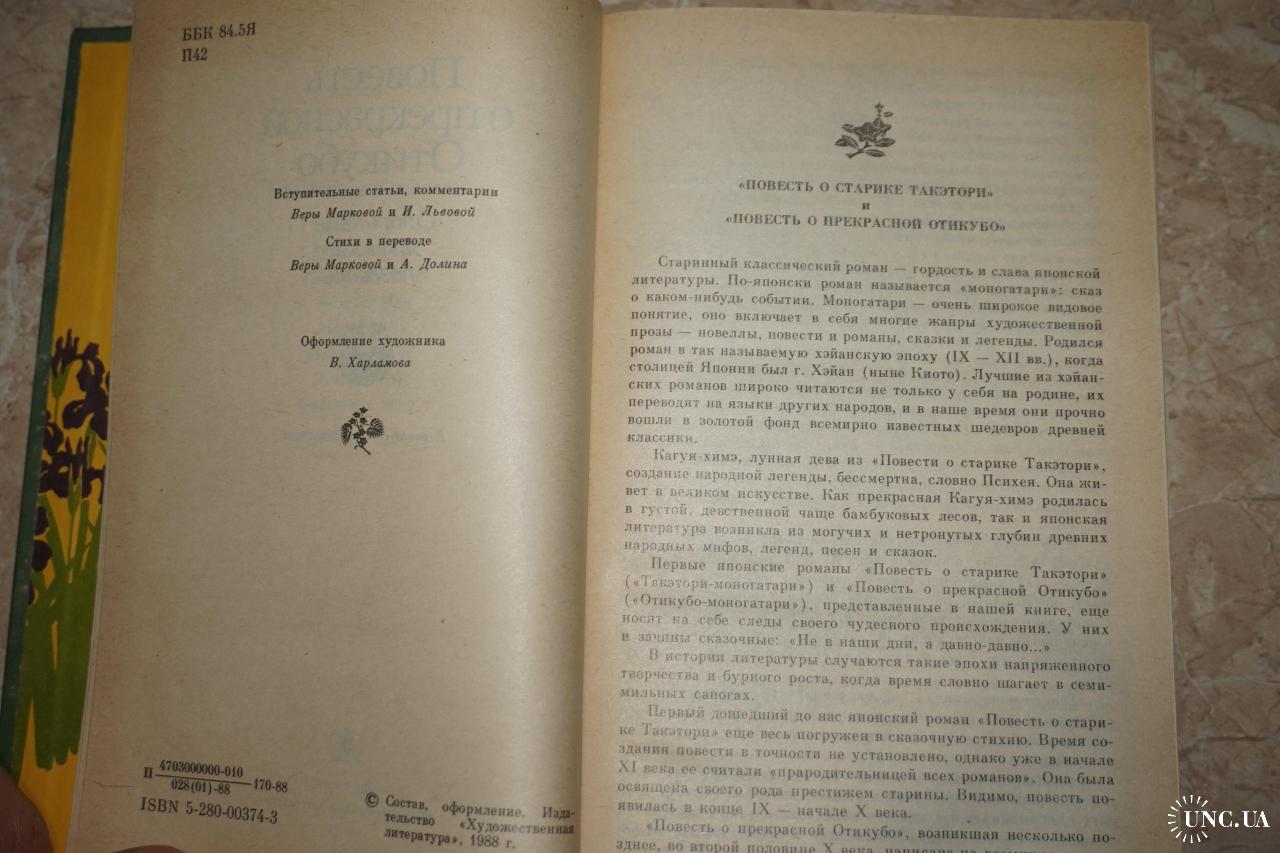 ББК 84.5Я
П42
Вступительные статьи, комментарии
Веры Марковой и И. Львовой
Стихи в переводе
Веры Марковой и А. Долина
Оформление художника
В. Харламова
П 4703000000-010 170-88
028(01)-88
ISBN 5-280-00374-3
© Состав, оформление. Изда-
тельство «Художественная
литература», 1988 г.
«ПОВЕСТЬ О СТАРИКЕ ТАКЭТОРИ»
и
«ПОВЕСТЬ О ПРЕКРАСНОЙ ОТИКУБО»
Старинный классический роман — гордость и слава японской
литературы. По-японски роман называется «моногатари»: сказ
о каком-нибудь событии. Моногатари — очень широкое видовое
понятие, оно включает в себя многие жанры художественной
прозы — новеллы, повести и романы, сказки и легенды. Родился
роман в так называемую хэйанскую эпоху (IX — XII вв.), когда
столицей Японии был г. Хэйан (ныне Киото). Лучшие из хэйан-
ских романов широко читаются не только у себя на родине, их
переводят на языки других народов, и в наше время они прочно
вошли в золотой фонд всемирно известных шедевров древней
классики.
Кагуя-химэ, лунная дева из «Повести о старике Такэтори»,
создание народной легенды, бессмертна, словно Психея. Она жи-
вет в великом искусстве. Как прекрасная Кагуя-химэ родилась
в густой, девственной чаще бамбуковых лесов, так и японская
литература возникла из могучих и нетронутых глубин древних
народных мифов, легенд, песен и сказок.
Первые японские романы «Повесть о старике Такэтори»
(«Такэтори-моногатари») и «Повесть о прекрасной Отикубо»
(«Отикубо-моногатари»), представленные в нашей книге, еще
носят на себе следы своего чудесного происхождения. У них
и зачины сказочные: «Не в наши дни, а давно-давно...»
В истории литературы случаются такие эпохи напряженного
творчества и бурного роста, когда время словно шагает в семи-
мильных сапогах.
Первый дошедший до нас японский роман «Повесть о стари-
ке Такэтори» еще весь погружен в сказочную стихию. Время со-
здания повести в точности не установлено, однако уже в начале
XI века ее считали «прародительницей всех романов». Она была
освящена своего рода престижем старины. Видимо, повесть по-
явилась в конце IX — начале X века.
«Повесть о прекрасной Отикубо», возникшая несколько по-
зднее, во второй половине X века, написана
UNC.UA